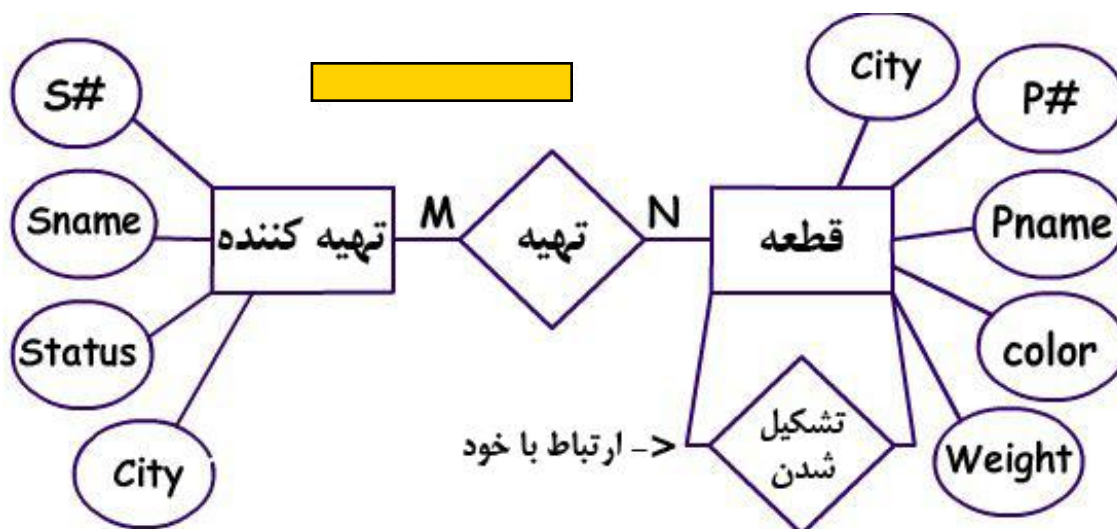 City
S#
P#
Sname
تهیه کننده
M
تهیه
N
قطعه
Pname
Status
color
<- ارتباط با خود
تشکیل
شدن
City
Weight